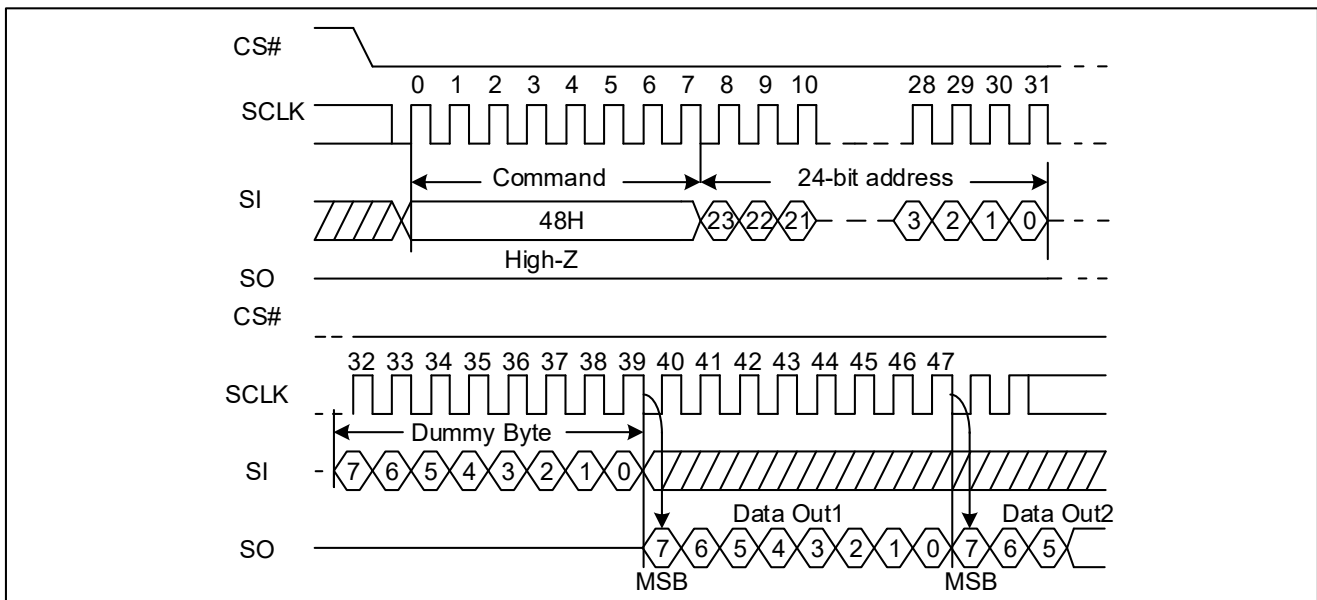 CS#
0 1 2 3 4 5 6 7 8 9 10 28 29 30 31
SCLK
Command 24-bit address
SI
48H 23 22 21 3 2 1 0
High-Z
SO
CS#
32 33 34 35 36 37 38 39 40 41 42 43 44 45 46 47
SCLK
Dummy Byte
SI 7 6 5 4 3 2 1 0
Data Out1 Data Out2
SO 7 6 5 4 3 2 1 0 7 6 5
MSB MSB